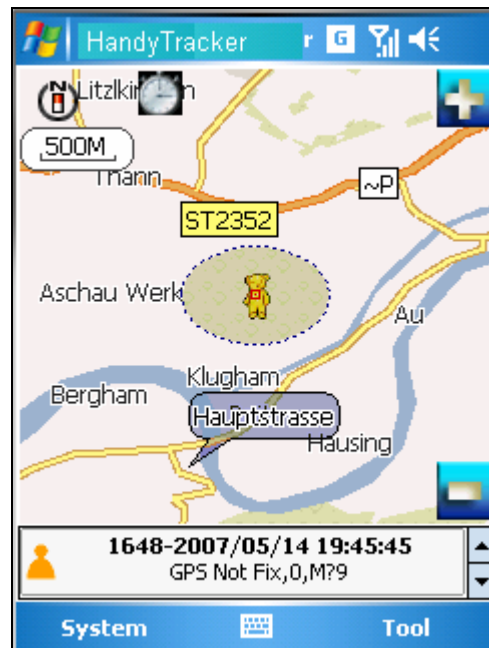 HandyTracker
r G
N
Litzlki n
500M
Thann
~P
ST2352
Aschau Werk
Au
Klugham
Bergham
Hauptstrasse
Hausing
1648-2007/05/14 19:45:45
GPS Not Fix,0,M?9
System
Tool